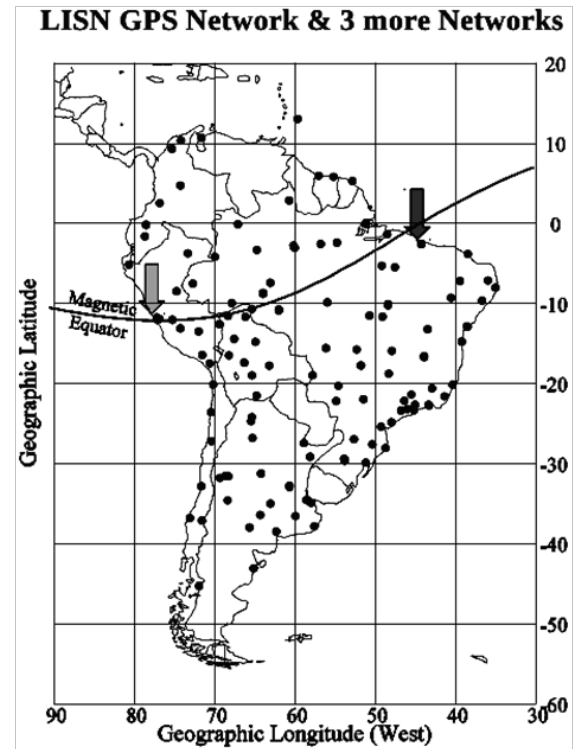 LISN GPS Network & 3 more Networks
20
10
0
-10
-20
-30
-40
-50
-60
Magnetic
Equator
Geographic Latitude
90 80 70 60 50 40 30
Geographic Longitude (West)